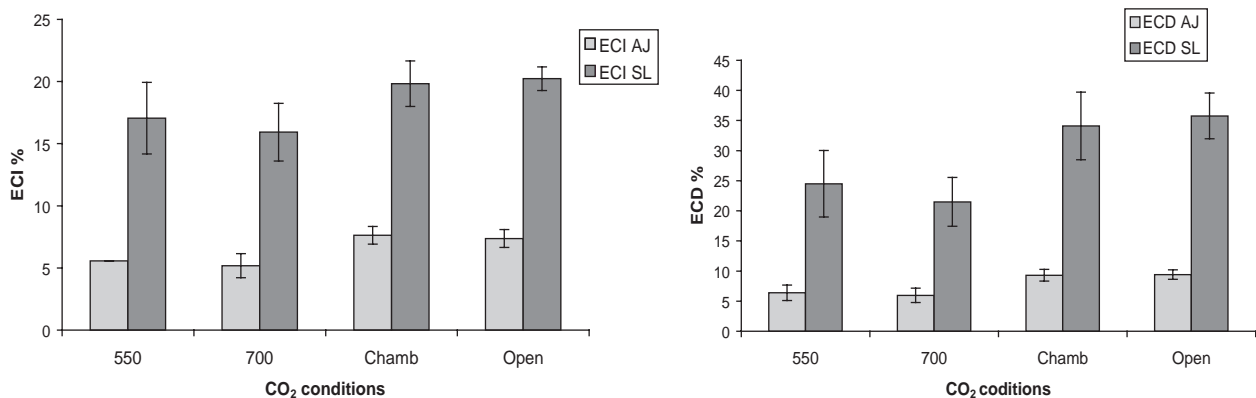 25
20
15
10
5
0
ECI %
ECI AJ
ECI SL
550 700 Chamb Open
CO₂ conditions
45
40
35
30
25
20
15
10
5
0
ECD %
ECD AJ
ECD SL
550 700 Chamb Open
CO₂ coditions